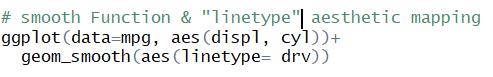 # smooth Function & "linetype" aesthetic mapping
ggplot(data=mpg, aes(displ, cyl))+
  geom_smooth(aes(linetype= drv))